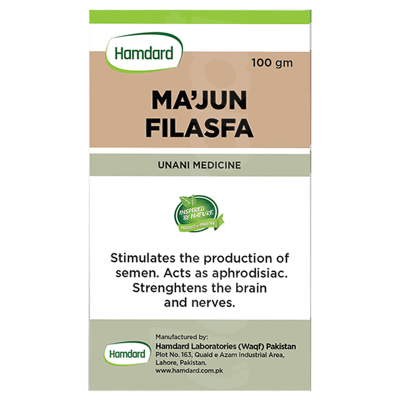 Hamdard
100 gm
MA'JUN
FILASFA
UNANI MEDICINE
INSPIRED
BY NATURE
Stimulates the production of
semen. Acts as aphrodisiac.
Strenghtens the brain
and nerves.
Manufactured by:
Hamdard Laboratories (Waqf) Pakistan
Plot No. 163, Quaid e Azam Industrial Area,
Lahore, Pakistan.
www.hamdard.com.pk
Hamdard